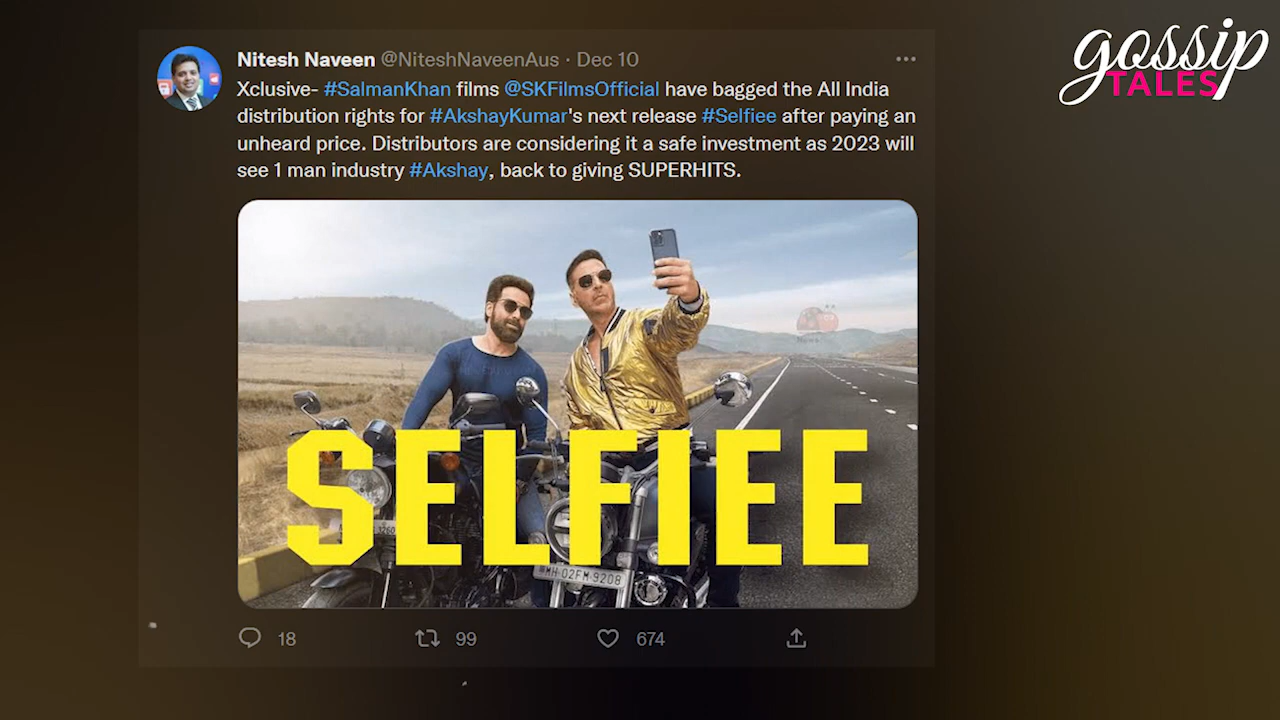 gossip
TALES
Nitesh Naveen @NiteshNaveenAus · Dec 10
Xclusive- #SalmanKhan films @SKFilmsOfficial have bagged the All India
distribution rights for #AkshayKumar's next release #Selfiee after paying an
unheard price. Distributors are considering it a safe investment as 2023 will
see 1 man industry #Akshay, back to giving SUPERHITS.
SELFIEE
MH 02FM 9208
18 99 674